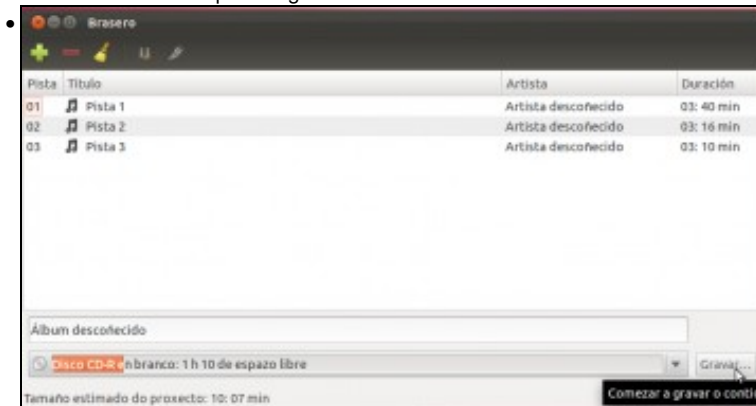 Brasero
Pista Título Artista Duración
01 Pista 1 Artista descoñecido 03: 40 min
02 Pista 2 Artista descoñecido 03: 16 min
03 Pista 3 Artista descoñecido 03: 10 min
Álbum descoñecido
Disco CD-R en branco: 1 h 10 de espazo libre Gravar...
Tamaño estimado do proxecto: 10: 07 min Comezar a gravar o conti